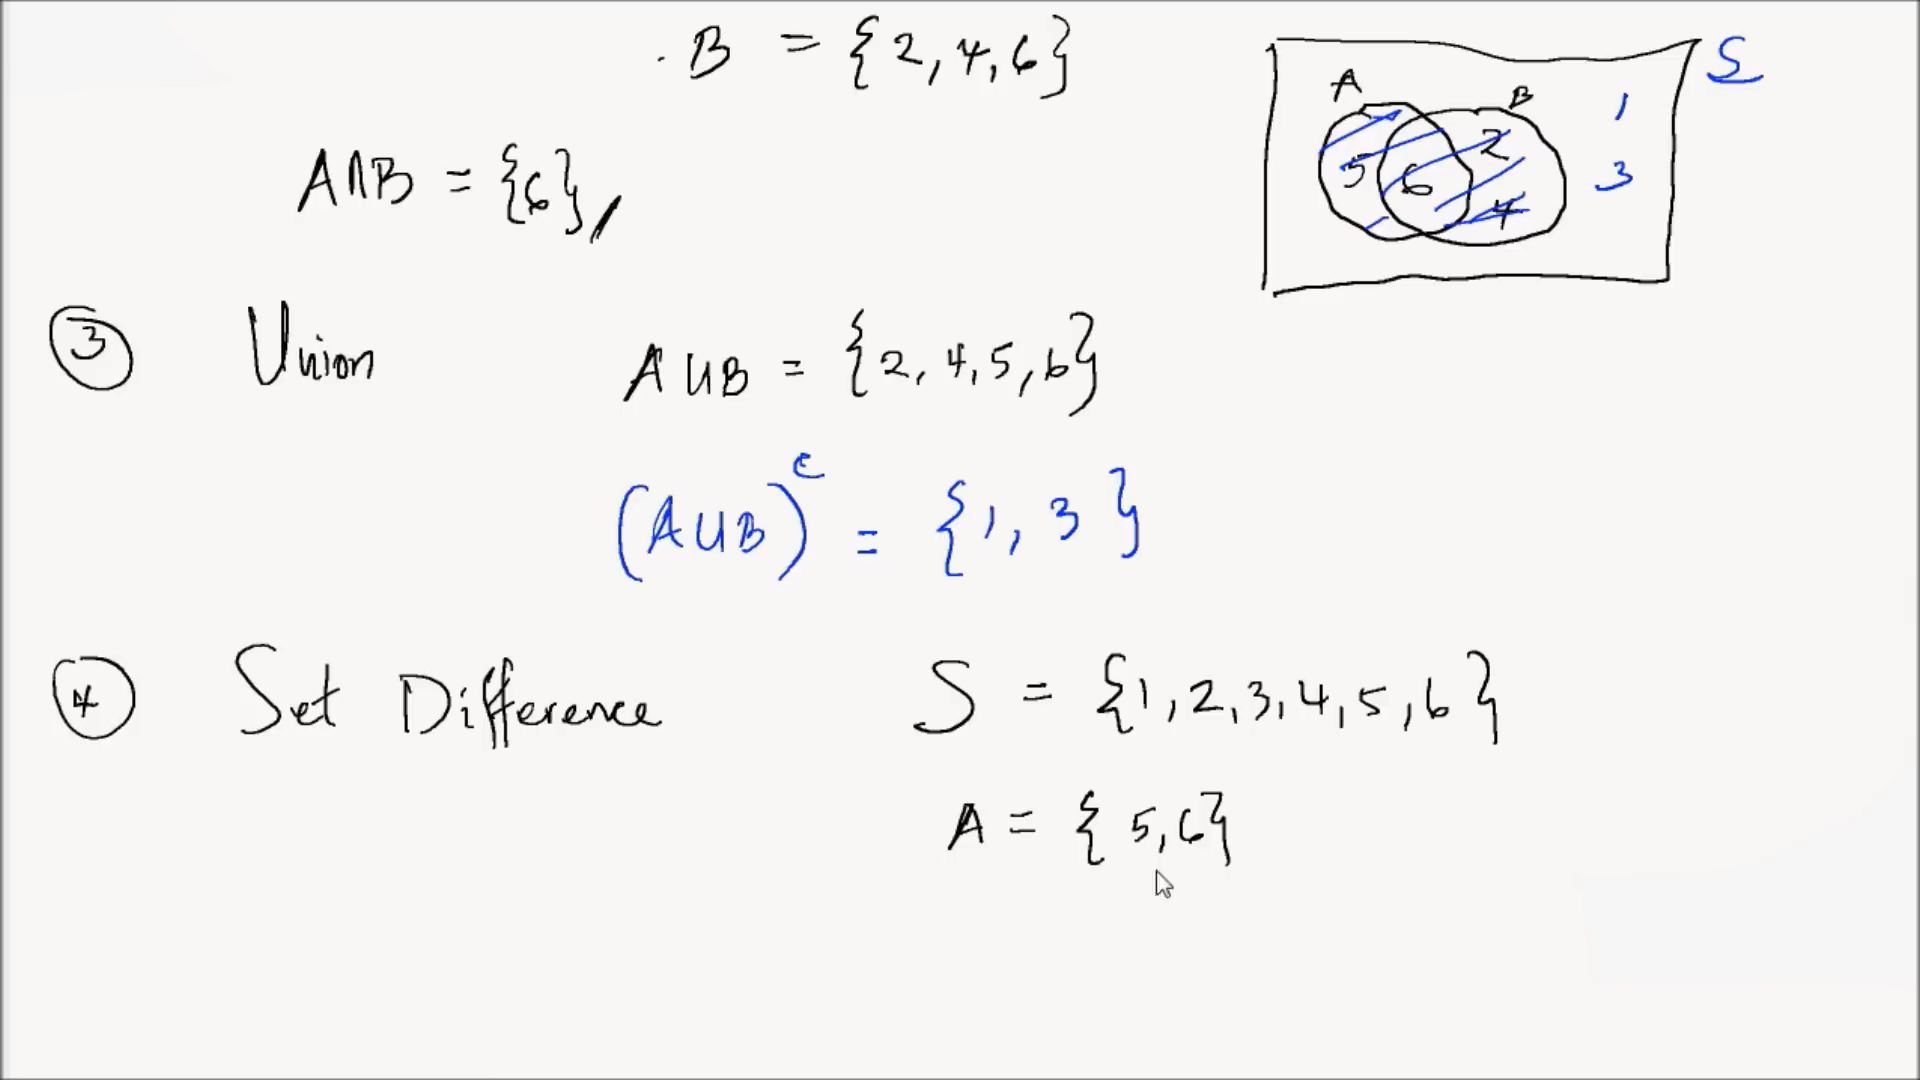 . B = {2, 4, 6}
S
A
B
1
5
6
2
3
4
A∩B = {6},
3 Union A∪B = {2, 4, 5, 6}
(A∪B)ᶜ = {1, 3}
4 Set Difference S = {1, 2, 3, 4, 5, 6}
A = {5, 6}